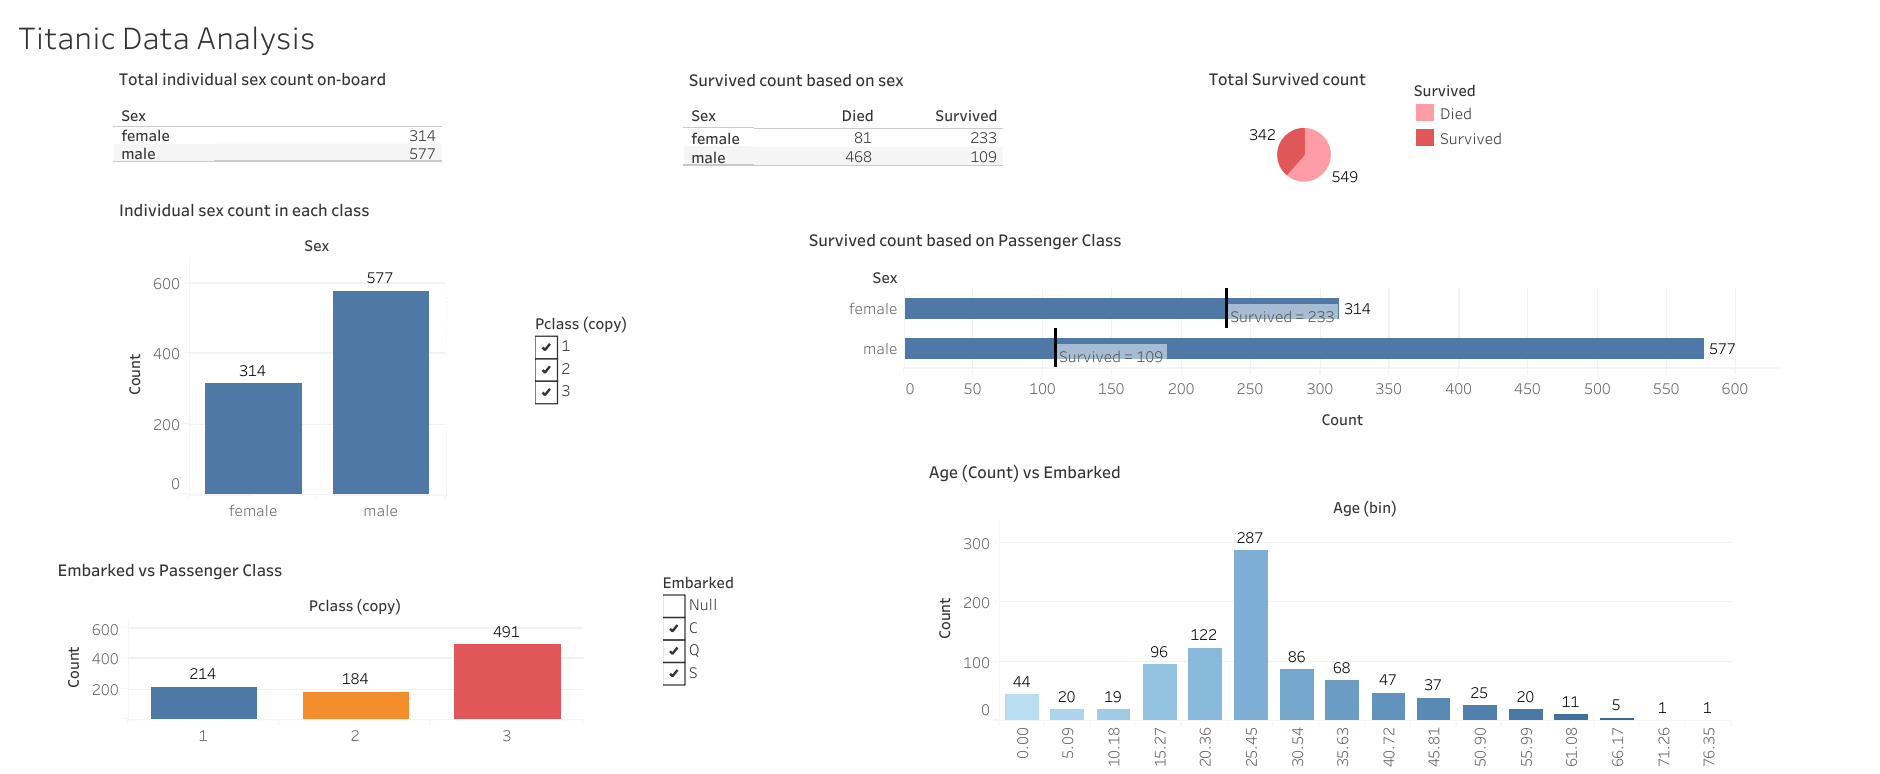 Titanic Data Analysis
Total individual sex count on-board
Sex
female 314
male 577
Survived count based on sex
Sex Died Survived
female 81 233
male 468 109
Total Survived count
342
549
Survived
Died
Survived
Individual sex count in each class
Sex
600
400
200
0
Count
314
577
female male
Pclass (copy)
1
2
3
Survived count based on Passenger Class
Sex
female Survived = 233 314
male Survived = 109 577
0 50 100 150 200 250 300 350 400 450 500 550 600
Count
Embarked vs Passenger Class
Pclass (copy)
600
400
200
Count
214 184 491
1 2 3
Embarked
Null
C
Q
S
Age (Count) vs Embarked
Age (bin)
300
200
100
0
Count
44 20 19 96 122 287 86 68 47 37 25 20 11 5 1 1
0.00 5.09 10.18 15.27 20.36 25.45 30.54 35.63 40.72 45.81 50.90 55.99 61.08 66.17 71.26 76.35